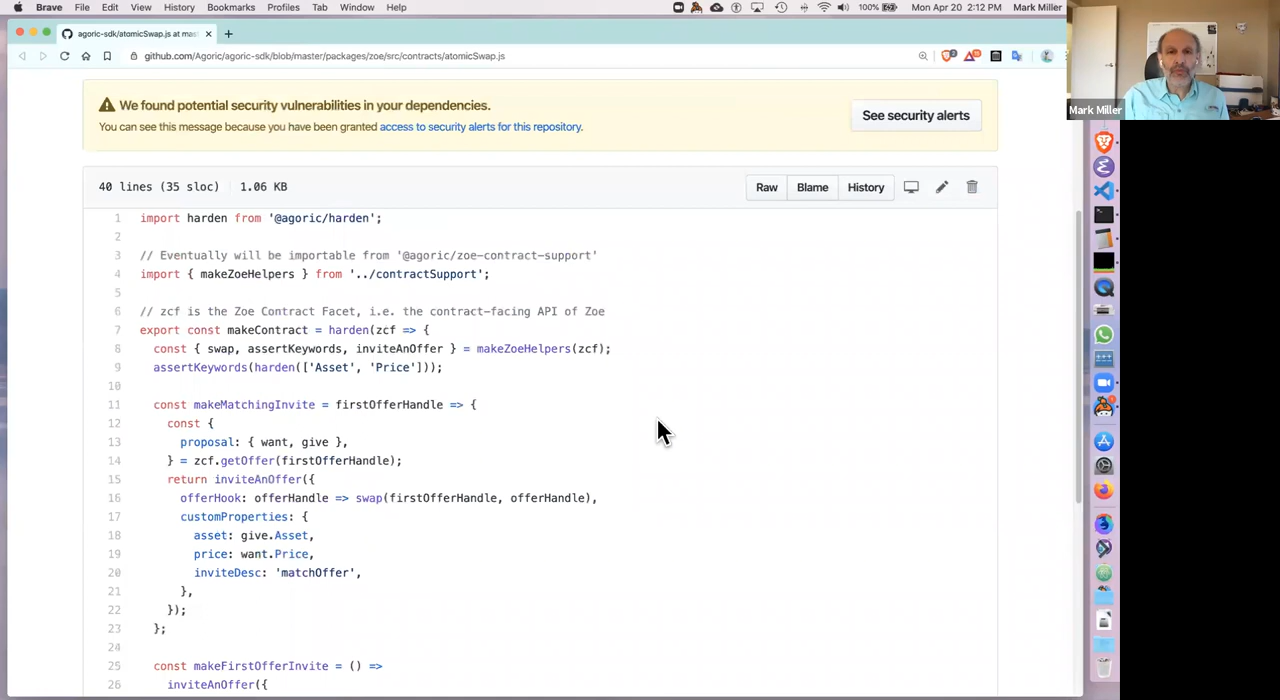 Brave File Edit View History Bookmarks Profiles Tab Window Help 100% Mon Apr 20 2:12 PM Mark Miller
agoric-sdk/atomicSwap.js at mas
github.com/Agoric/agoric-sdk/blob/master/packages/zoe/src/contracts/atomicSwap.js
Mark Miller
We found potential security vulnerabilities in your dependencies.
You can see this message because you have been granted access to security alerts for this repository.
See security alerts
40 lines (35 sloc) 1.06 KB
Raw Blame History
1 import harden from '@agoric/harden';
2
3 // Eventually will be importable from '@agoric/zoe-contract-support'
4 import { makeZoeHelpers } from '../contractSupport';
5
6 // zcf is the Zoe Contract Facet, i.e. the contract-facing API of Zoe
7 export const makeContract = harden(zcf => {
8 const { swap, assertKeywords, inviteAnOffer } = makeZoeHelpers(zcf);
9 assertKeywords(harden(['Asset', 'Price']));
10
11 const makeMatchingInvite = firstOfferHandle => {
12 const {
13 proposal: { want, give },
14 } = zcf.getOffer(firstOfferHandle);
15 return inviteAnOffer({
16 offerHook: offerHandle => swap(firstOfferHandle, offerHandle),
17 customProperties: {
18 asset: give.Asset,
19 price: want.Price,
20 inviteDesc: 'matchOffer',
21 },
22 });
23 };
24
25 const makeFirstOfferInvite = () =>
26 inviteAnOffer({